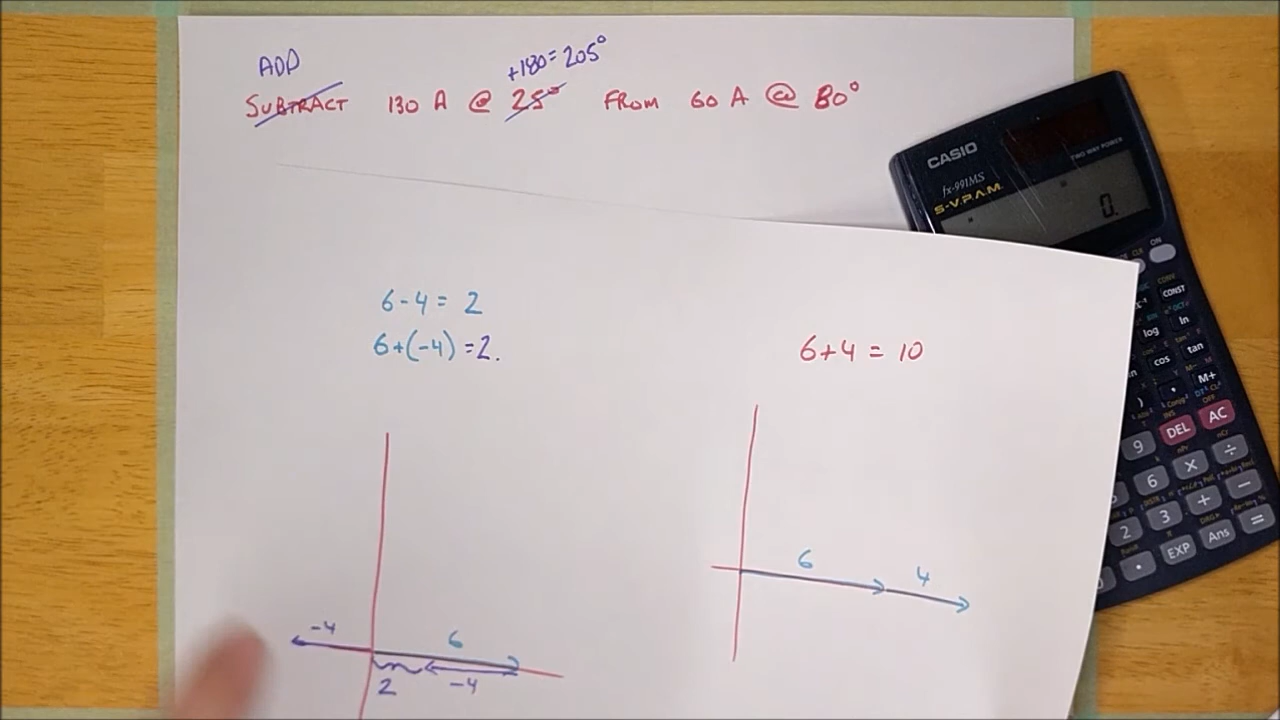 ADD
+180=205°
SUBTRACT 130 A @ 25° FROM 60 A @ 80°
CASIO
TWO WAY POWER
fx-991MS
S-V.P.A.M.
0.
6-4 = 2
6+(-4) =2.
6+4 = 10
6
4
-4
6
2
-4
ON
CONST
log
ln
cos
tan
)
M+
9
DEL
AC
6
×
÷
2
3
+
−
EXP
Ans
=